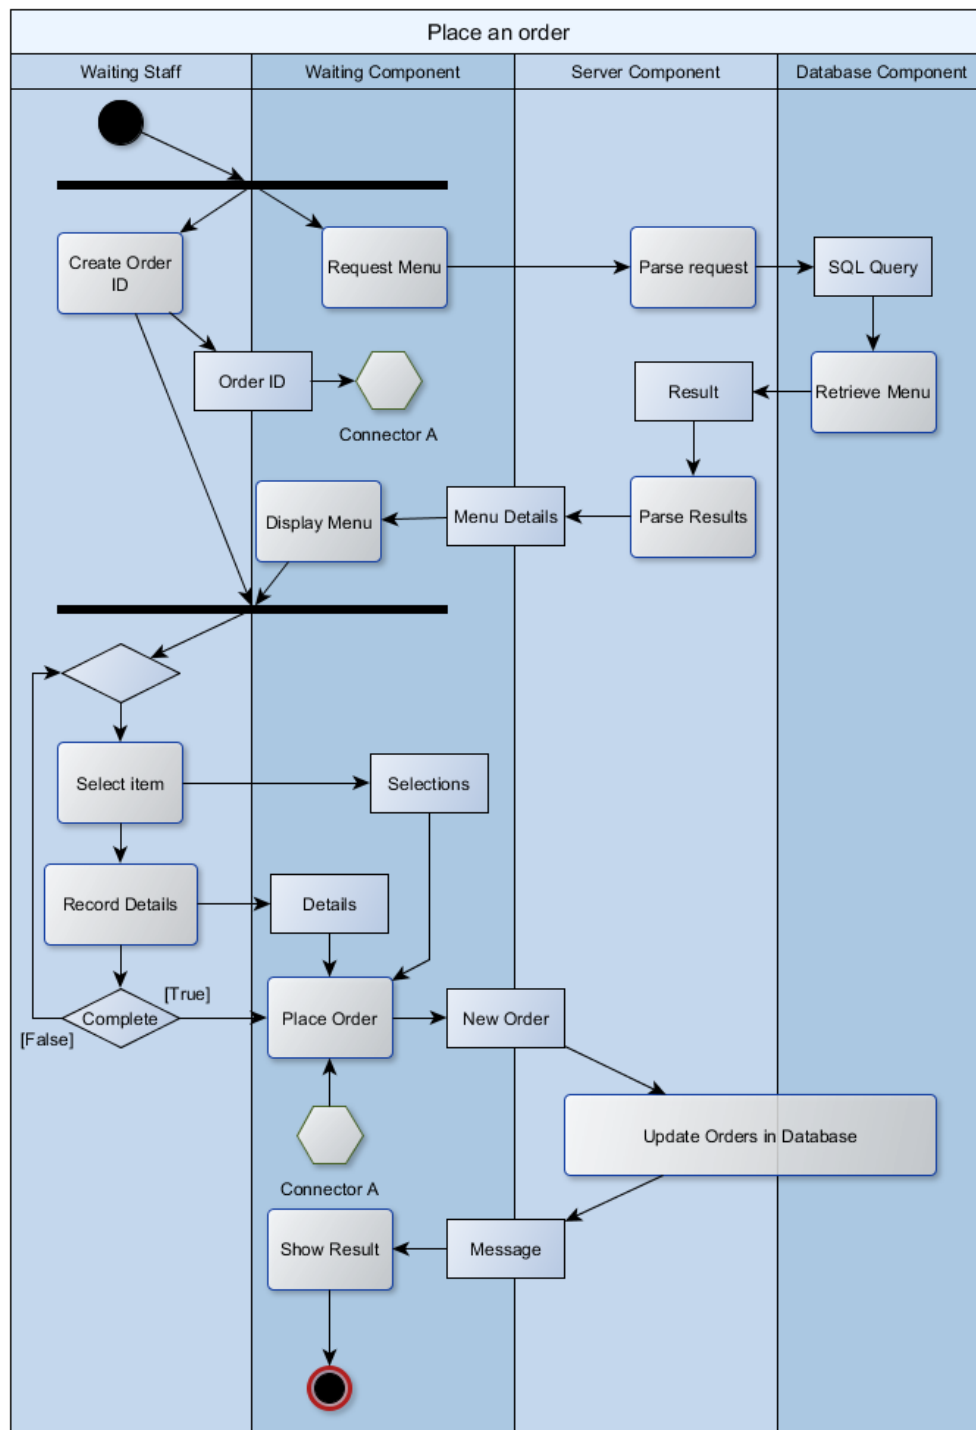 Place an order
Waiting Staff
Waiting Component
Server Component
Database Component
Create Order
ID
Request Menu
Parse request
SQL Query
Order ID
Connector A
Result
Retrieve Menu
Display Menu
Menu Details
Parse Results
Select item
Selections
Record Details
Details
[True]
Complete
[False]
Place Order
New Order
Update Orders in Database
Connector A
Show Result
Message